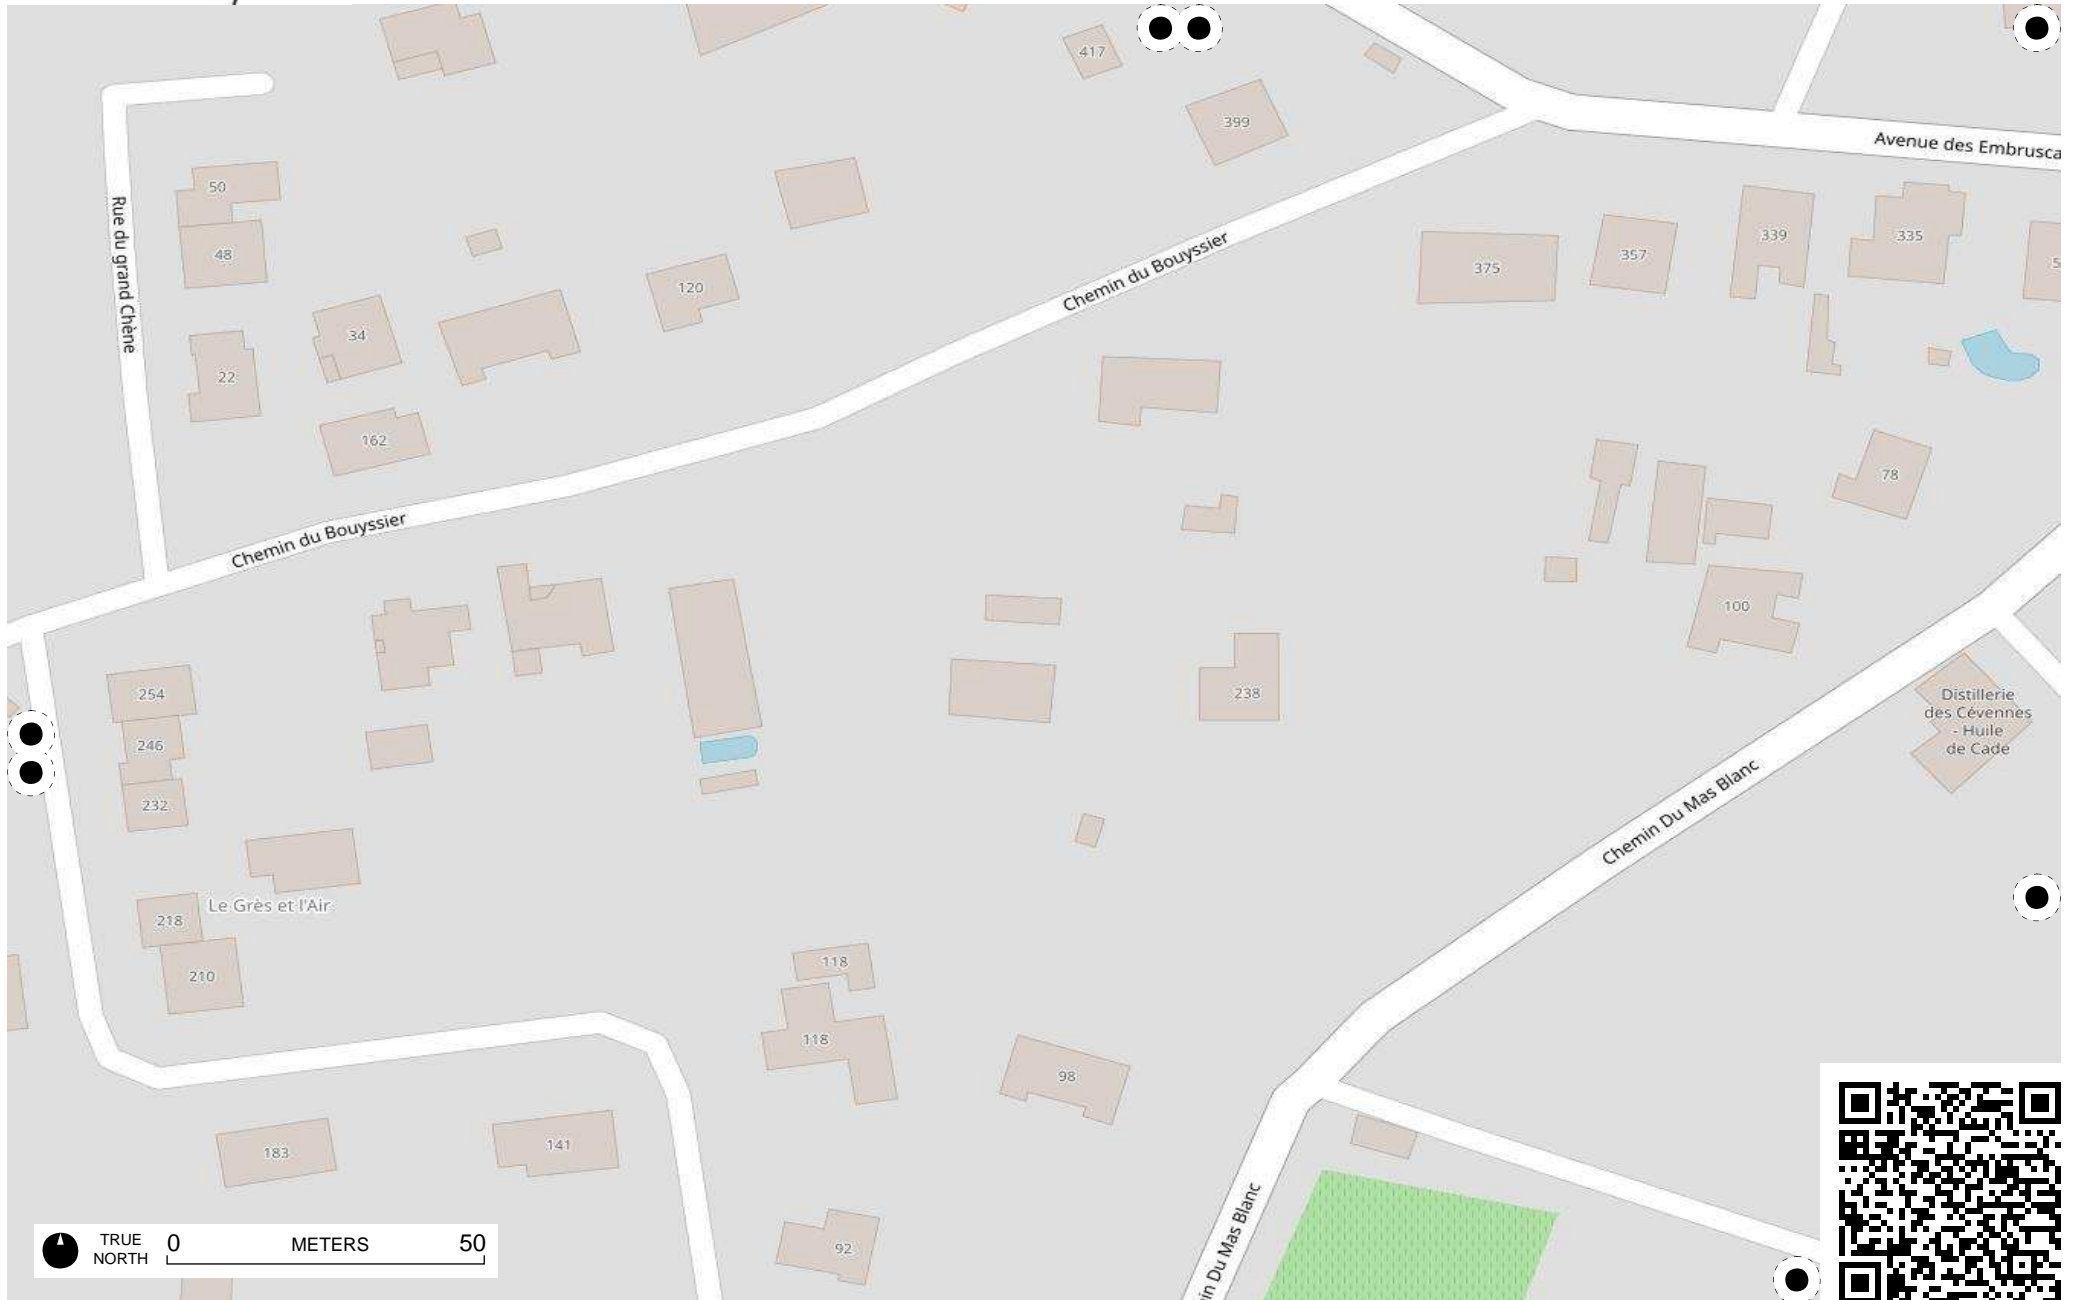 417
399
Avenue des Embrusca
50
48
Rue du grand Chène
Chemin du Bouyssier
339
335
357
375
5
120
34
22
162
78
Chemin du Bouyssier
100
254
246
232
238
Distillerie
des Cévennes
- Huile
de Cade
Chemin Du Mas Blanc
Le Grès et l'Air
218
210
118
118
98
183
141
92
in Du Mas Blanc
TRUE
NORTH
0 METERS 50